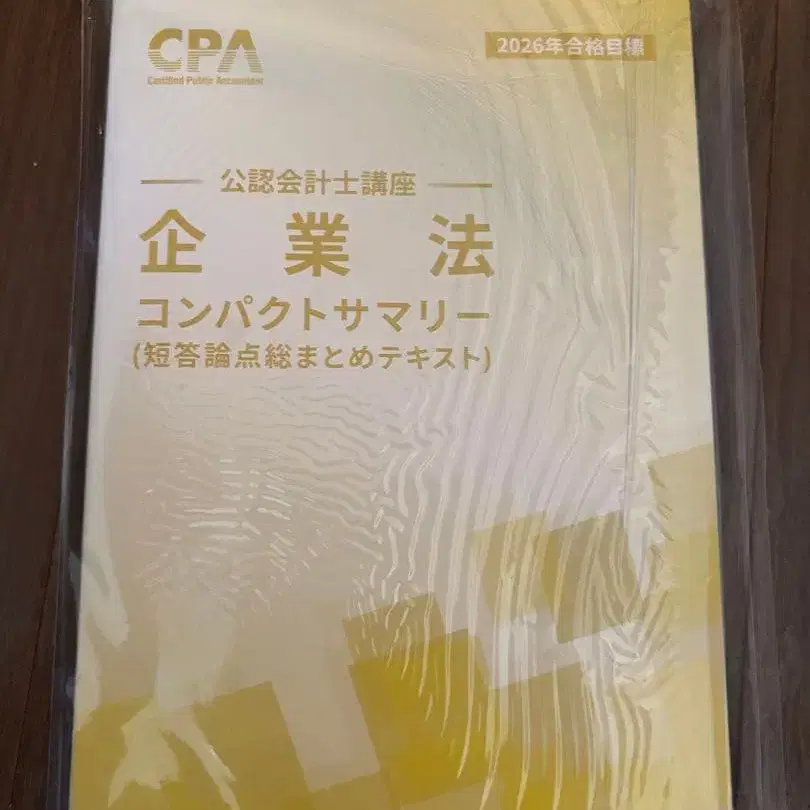 CPA
Certified Public Accountant
2026年合格目標
公認会計士講座
企業法
コンパクトサマリー
(短答論点総まとめテキスト)